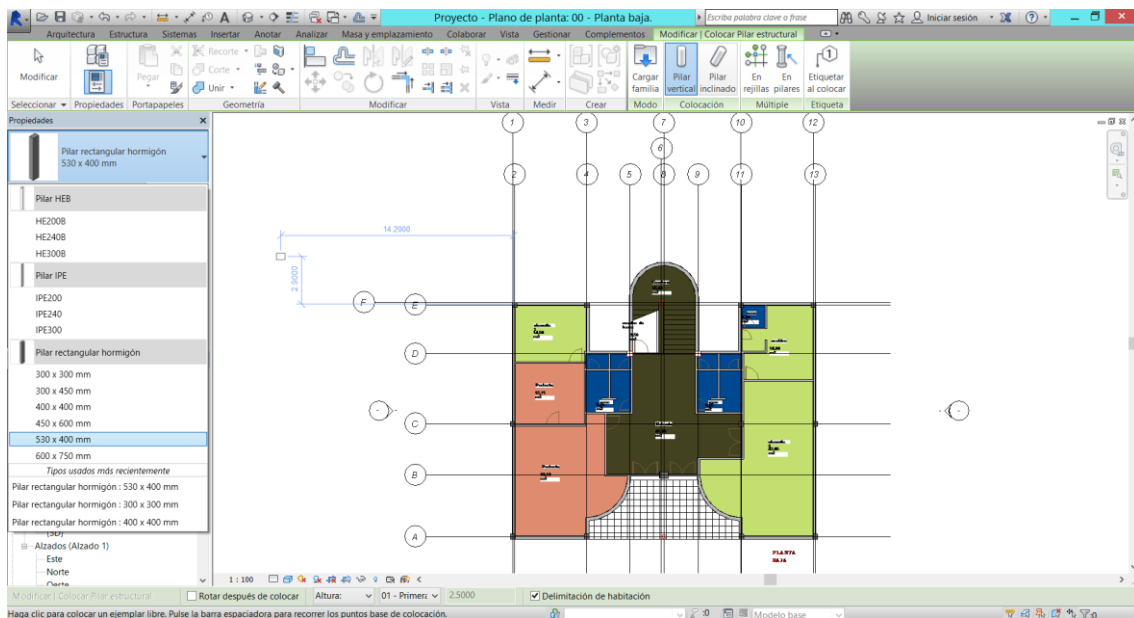 Proyecto - Plano de planta: 00 - Planta baja.
Escriba palabra clave o frase
Iniciar sesión
Arquitectura Estructura Sistemas Insertar Anotar Analizar Masa y emplazamiento Colaborar Vista Gestionar Complementos Modificar | Colocar Pilar estructural
Modificar
Pegar
Recorte
Corte
Unir
Cargar familia
Pilar vertical
Pilar inclinado
En rejillas
En pilares
Etiquetar al colocar
Seleccionar Propiedades Portapapeles Geometría Modificar Vista Medir Crear Modo Colocación Múltiple Etiqueta
Propiedades
Pilar rectangular hormigón
530 x 400 mm
Pilar HEB
HE200B
HE240B
HE300B
Pilar IPE
IPE200
IPE240
IPE300
Pilar rectangular hormigón
300 x 300 mm
300 x 450 mm
400 x 400 mm
450 x 600 mm
530 x 400 mm
600 x 750 mm
Tipos usados más recientemente
Pilar rectangular hormigón : 530 x 400 mm
Pilar rectangular hormigón : 300 x 300 mm
Pilar rectangular hormigón : 400 x 400 mm
{3D}
Alzados (Alzado 1)
Este
Norte
Oeste
1 3 7 10 12
6
2 4 5 8 9 11 13
14.2000
2.9000
F E
D
C
B
A
PLANTA
BAJA
1 : 100
Modificar | Colocar Pilar estructural
Rotar después de colocar
Altura:
01 - Primera
2.5000
Delimitación de habitación
Haga clic para colocar un ejemplar libre. Pulse la barra espaciadora para recorrer los puntos base de colocación.
:0
Modelo base
:0